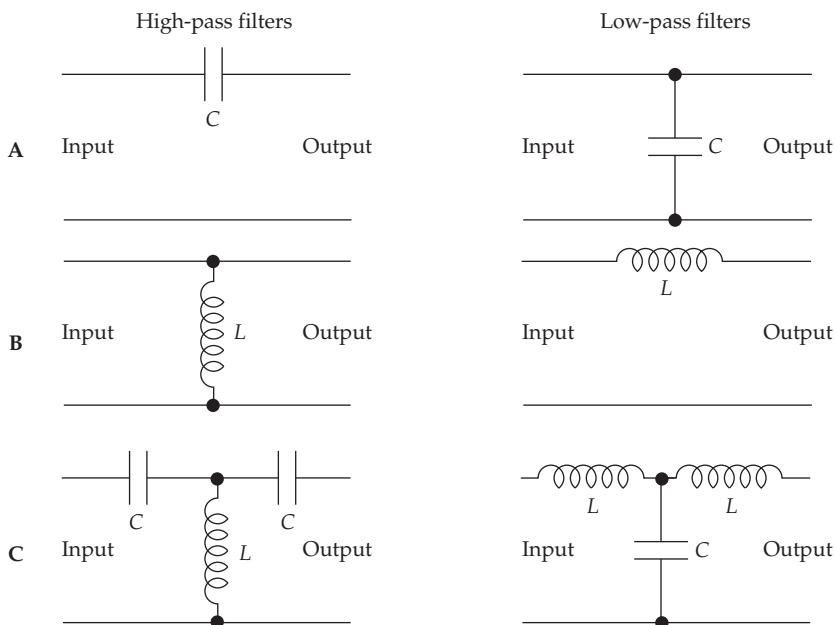 High-pass filters Low-pass filters
C
A Input Output Input C Output
L
B Input L Output Input Output
C C L L
C Input L Output Input C Output